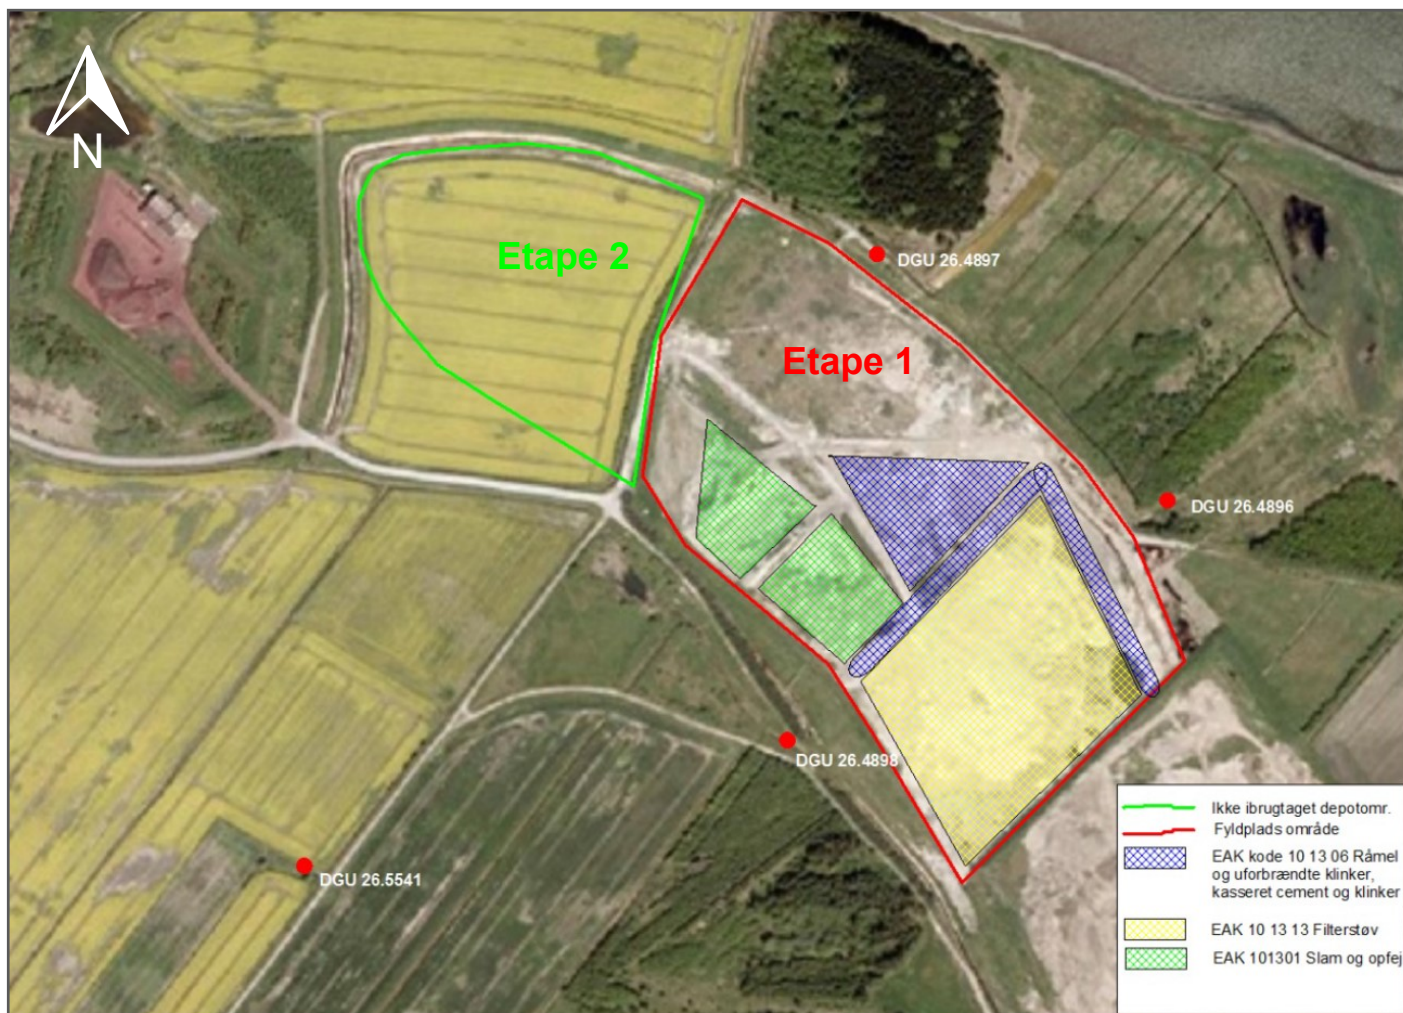 N
Etape 2
DGU 26.4897
Etape 1
DGU 26.4896
DGU 26.4898
DGU 26.5541
Ikke ibrugtaget depotomr.
Fyldplads område
EAK kode 10 13 06 Råmel
og uforbrændte klinker,
kasseret cement og klinker
EAK 10 13 13 Filterstøv
EAK 101301 Slam og opfej